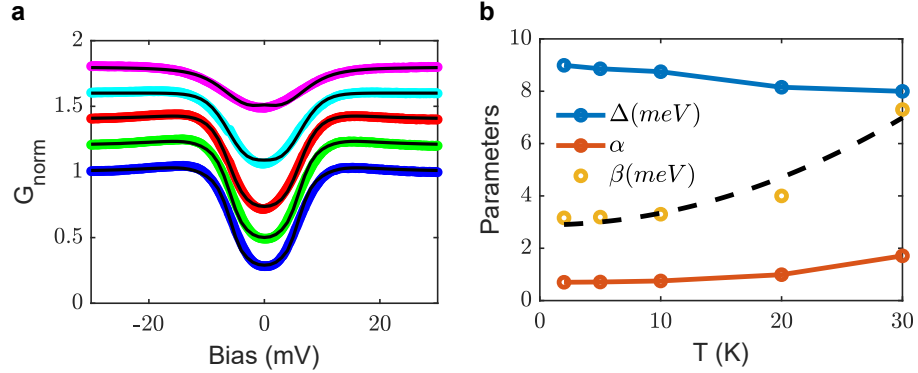 a
G_norm
2
1.5
1
0.5
0
-20
0
20
Bias (mV)
b
Parameters
10
8
6
4
2
0
Δ(meV)
α
β(meV)
0
10
20
30
T (K)